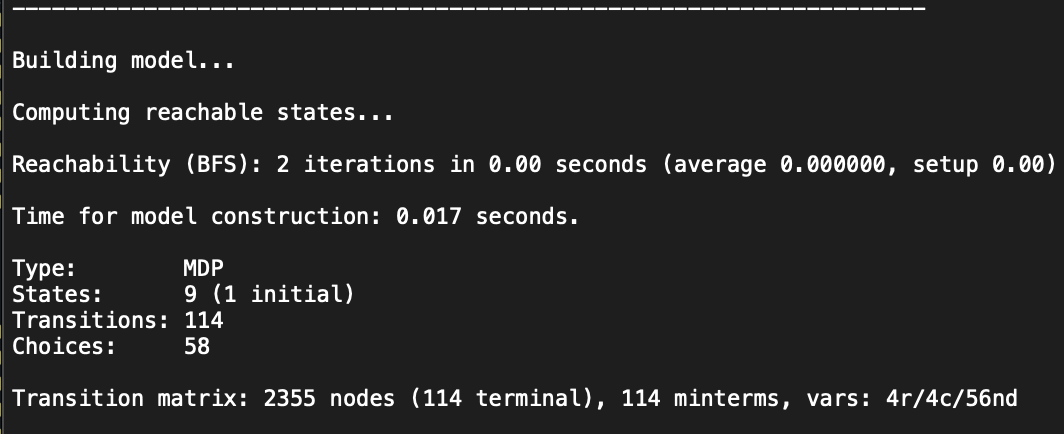 ---------------------------------------------------------------------
Building model...
Computing reachable states...
Reachability (BFS): 2 iterations in 0.00 seconds (average 0.000000, setup 0.00)
Time for model construction: 0.017 seconds.
Type:        MDP
States:      9 (1 initial)
Transitions: 114
Choices:     58
Transition matrix: 2355 nodes (114 terminal), 114 minterms, vars: 4r/4c/56nd